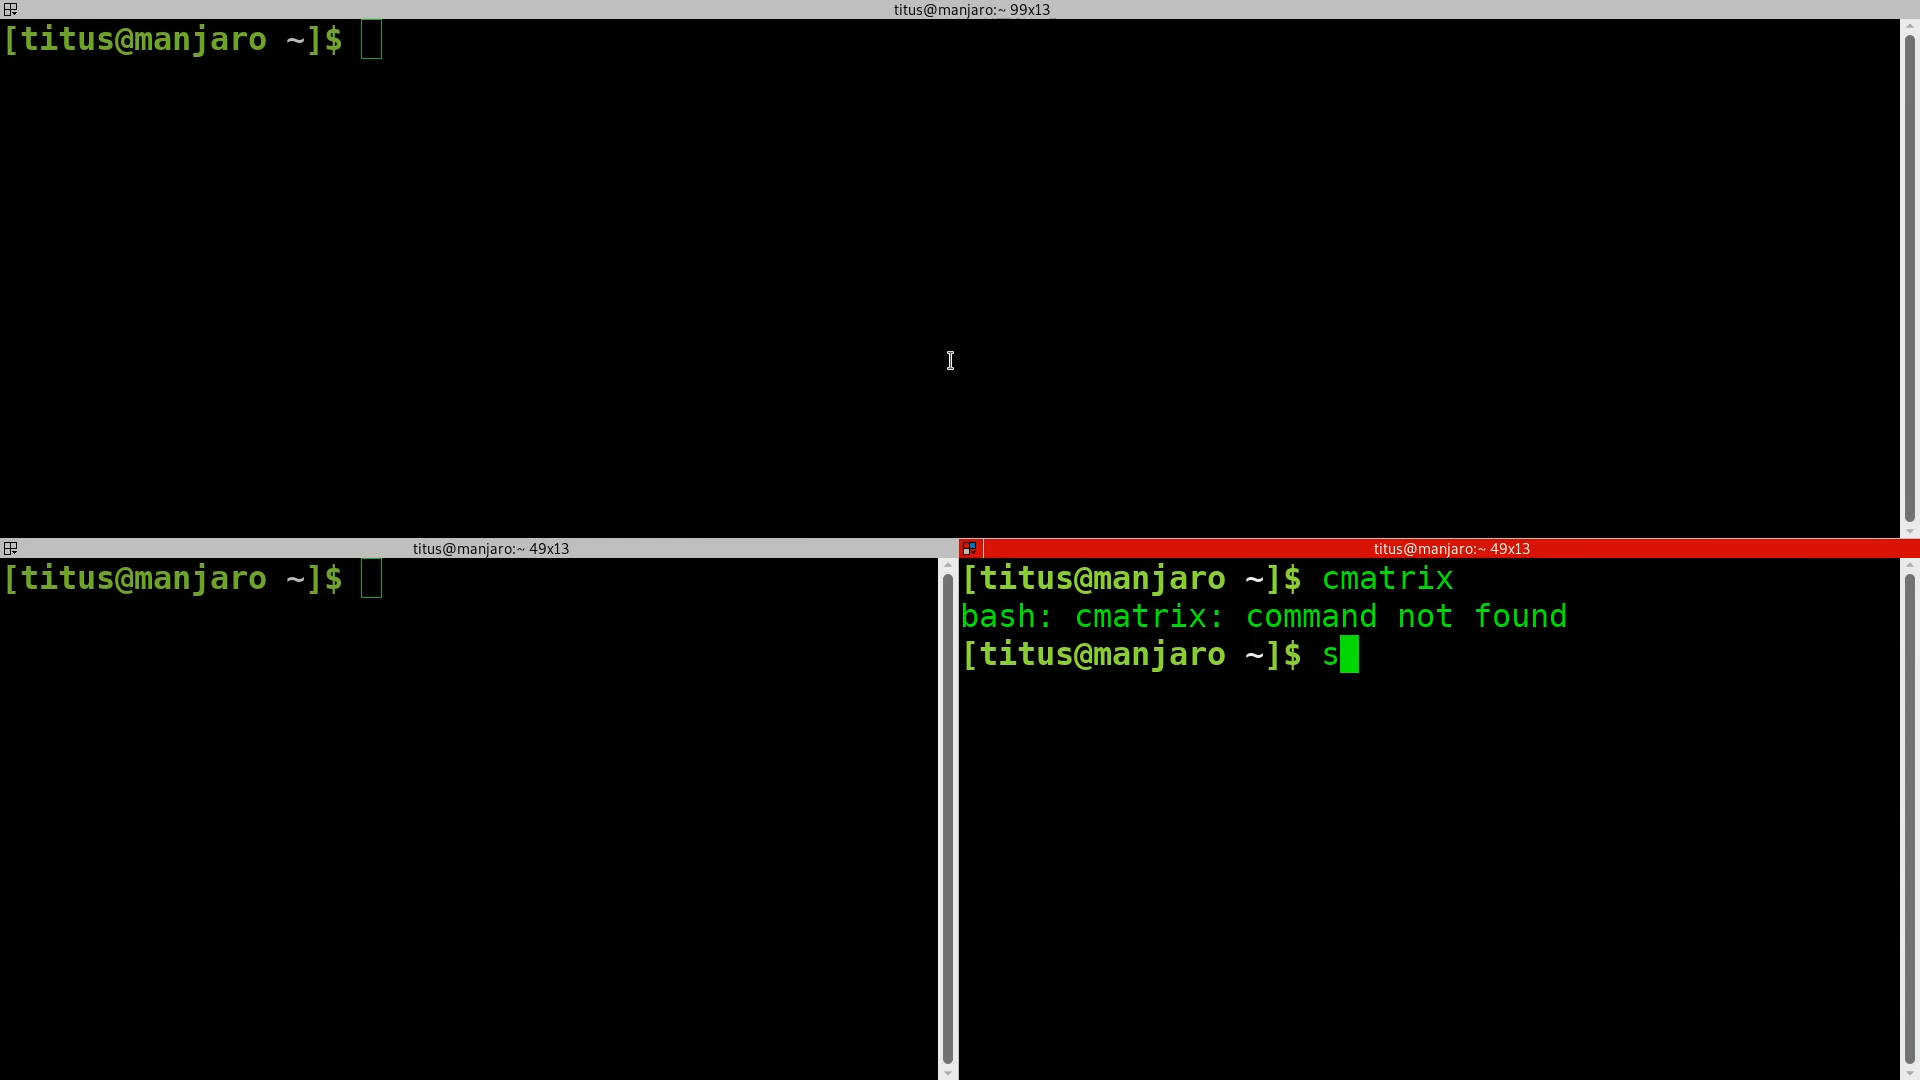 titus@manjaro:~ 99x13
[titus@manjaro ~]$
titus@manjaro:~ 49x13
[titus@manjaro ~]$
titus@manjaro:~ 49x13
[titus@manjaro ~]$ cmatrix
bash: cmatrix: command not found
[titus@manjaro ~]$ s